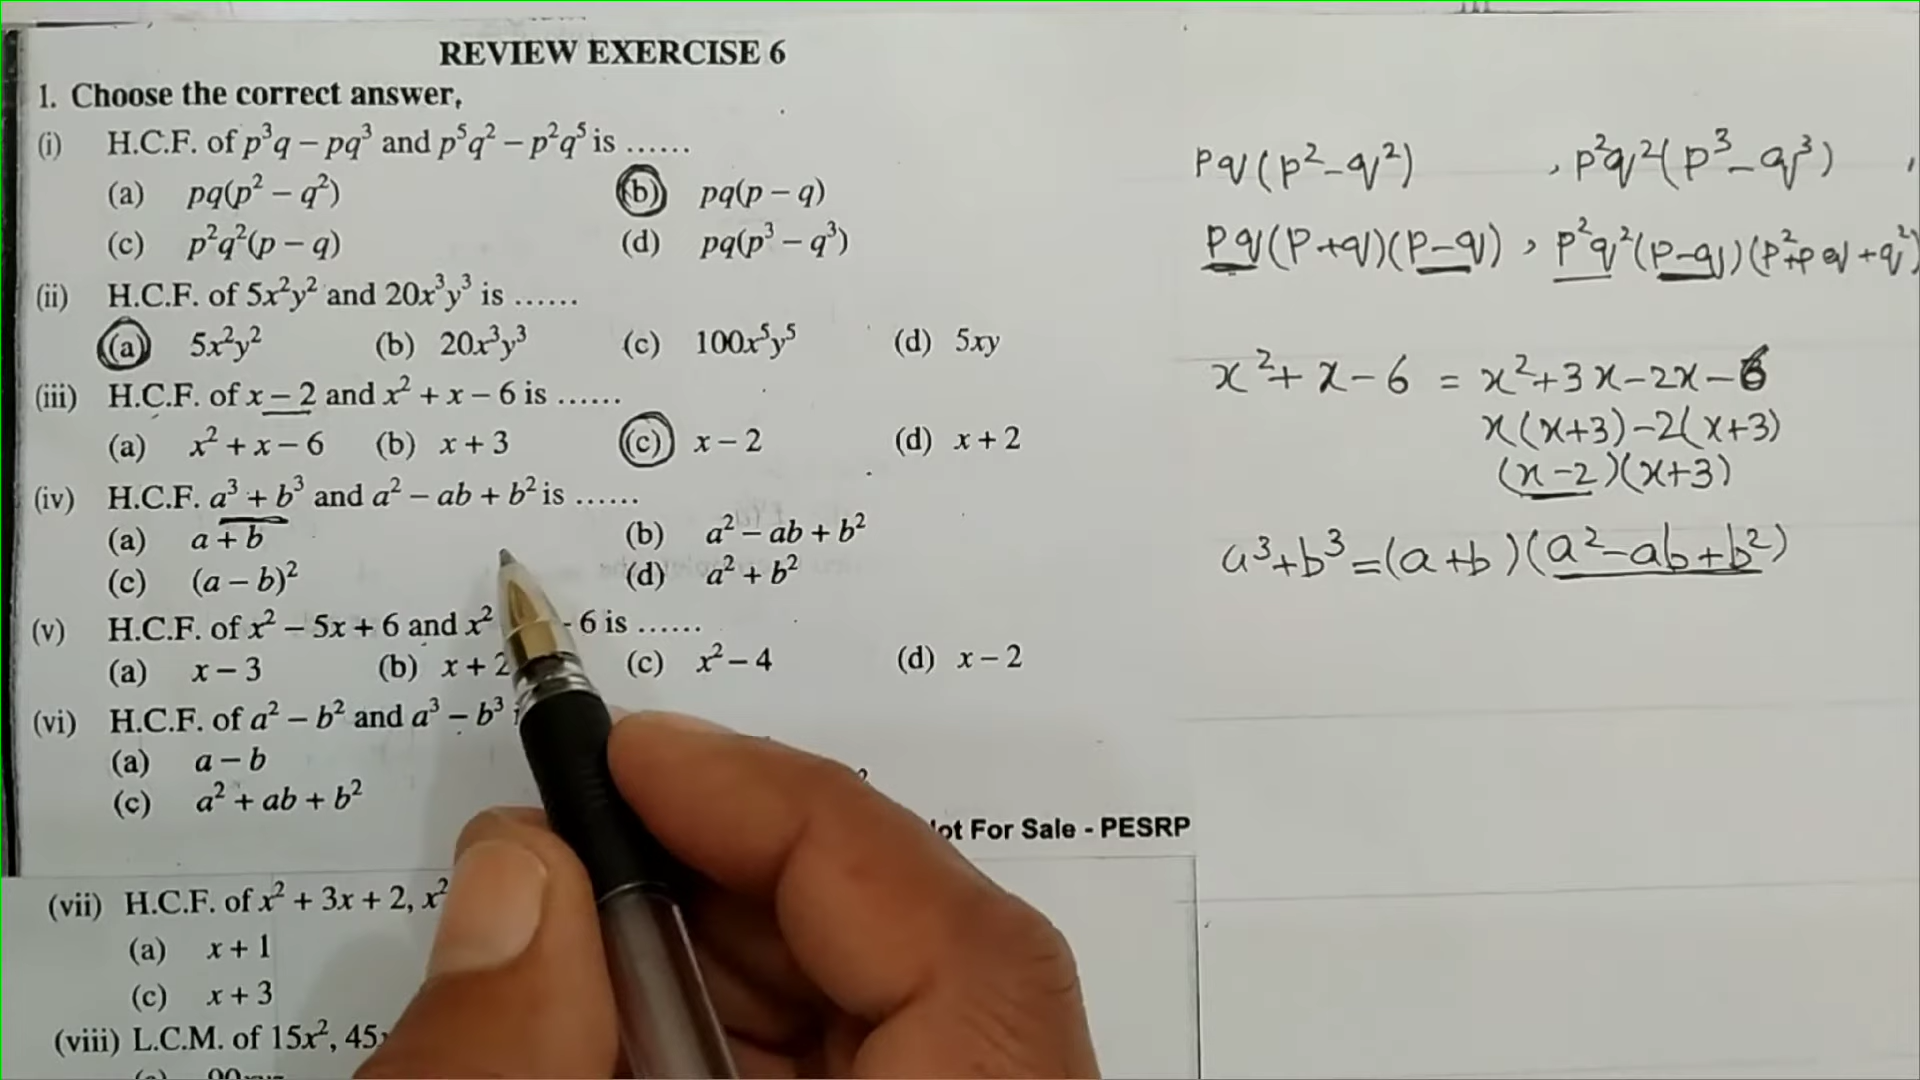 REVIEW EXERCISE 6
1. Choose the correct answer,
(i) H.C.F. of p³q – pq³ and p⁵q² – p²q⁵ is ......
(a) pq(p² – q²) (b) pq(p – q)
(c) p²q²(p – q) (d) pq(p³ – q³)
(ii) H.C.F. of 5x²y² and 20x³y³ is ......
(a) 5x²y² (b) 20x³y³ (c) 100x⁵y⁵ (d) 5xy
(iii) H.C.F. of x – 2 and x² + x – 6 is ......
(a) x² + x – 6 (b) x + 3 (c) x – 2 (d) x + 2
(iv) H.C.F. a³ + b³ and a² – ab + b² is ......
(a) a + b (b) a² – ab + b²
(c) (a – b)² (d) a² + b²
(v) H.C.F. of x² – 5x + 6 and x² - 6 is ......
(a) x – 3 (b) x + 2 (c) x² – 4 (d) x – 2
(vi) H.C.F. of a² – b² and a³ – b³
(a) a – b
(c) a² + ab + b²
Not For Sale - PESRP
(vii) H.C.F. of x² + 3x + 2, x²
(a) x + 1
(c) x + 3
(viii) L.C.M. of 15x², 45
pq(p²-q²) , p²q²(p³-q³) ,
pq(p+q)(p-q) , p²q²(p-q)(p²+pq+q²)
x²+x-6 = x²+3x-2x-6
x(x+3)-2(x+3)
(x-2)(x+3)
a³+b³=(a+b)(a²-ab+b²)